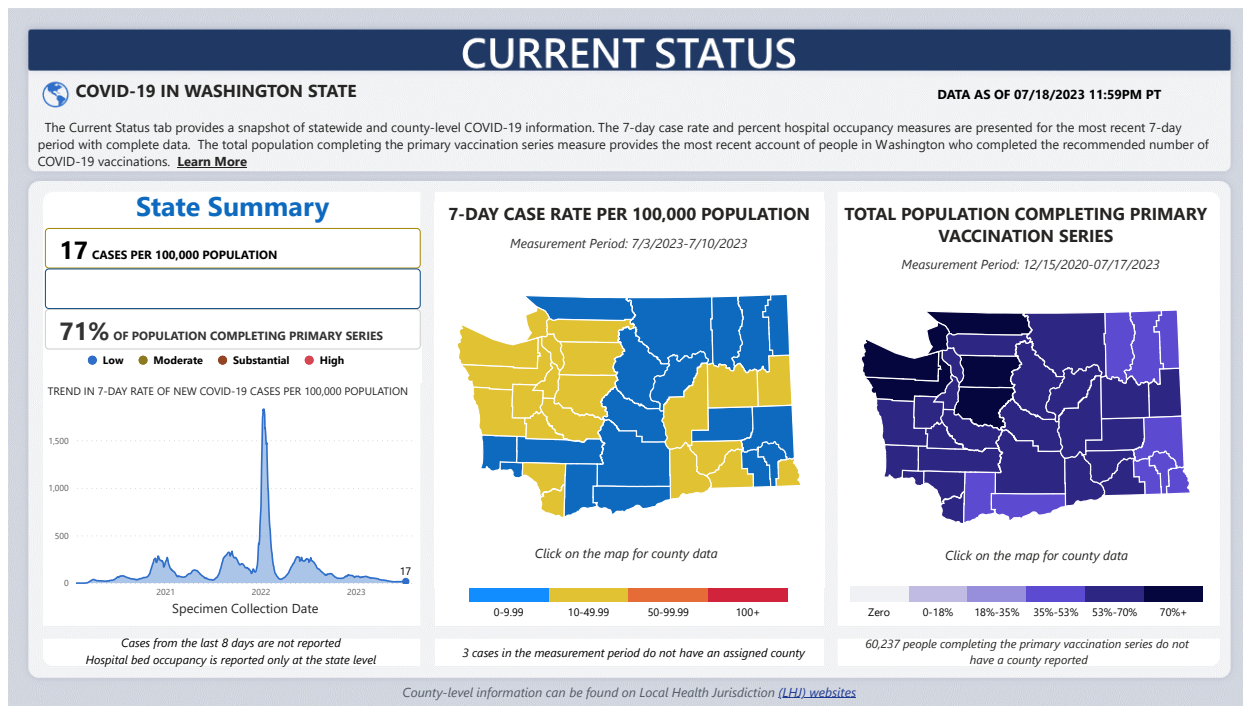 CURRENT STATUS
COVID-19 IN WASHINGTON STATE
DATA AS OF 07/18/2023 11:59PM PT
The Current Status tab provides a snapshot of statewide and county-level COVID-19 information. The 7-day case rate and percent hospital occupancy measures are presented for the most recent 7-day
period with complete data. The total population completing the primary vaccination series measure provides the most recent account of people in Washington who completed the recommended number of
COVID-19 vaccinations. Learn More
State Summary
17 CASES PER 100,000 POPULATION
71% OF POPULATION COMPLETING PRIMARY SERIES
Low Moderate Substantial High
TREND IN 7-DAY RATE OF NEW COVID-19 CASES PER 100,000 POPULATION
1,500
1,000
500
0
17
2021 2022 2023
Specimen Collection Date
Cases from the last 8 days are not reported
Hospital bed occupancy is reported only at the state level
7-DAY CASE RATE PER 100,000 POPULATION
Measurement Period: 7/3/2023-7/10/2023
Click on the map for county data
0-9.99 10-49.99 50-99.99 100+
3 cases in the measurement period do not have an assigned county
TOTAL POPULATION COMPLETING PRIMARY
VACCINATION SERIES
Measurement Period: 12/15/2020-07/17/2023
Click on the map for county data
Zero 0-18% 18%-35% 35%-53% 53%-70% 70%+
60,237 people completing the primary vaccination series do not
have a county reported
County-level information can be found on Local Health Jurisdiction (LHJ) websites